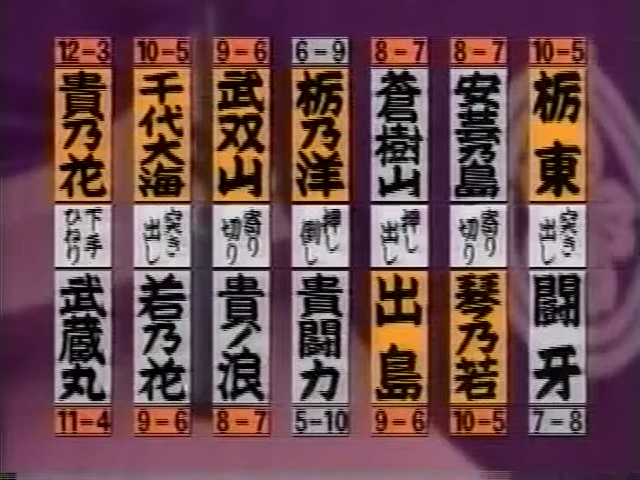 12-3 10-5 9-6 6-9 8-7 8-7 10-5
貴乃花 千代大海 武双山 栃乃洋 蒼樹山 安芸乃島 栃東
下手ひねり 突き出し 寄り切り 押し倒し 押し出し 寄り切り 突き出し
武蔵丸 若乃花 貴ノ浪 貴闘力 出島 琴乃若 闘牙
11-4 9-6 8-7 5-10 9-6 10-5 7-8